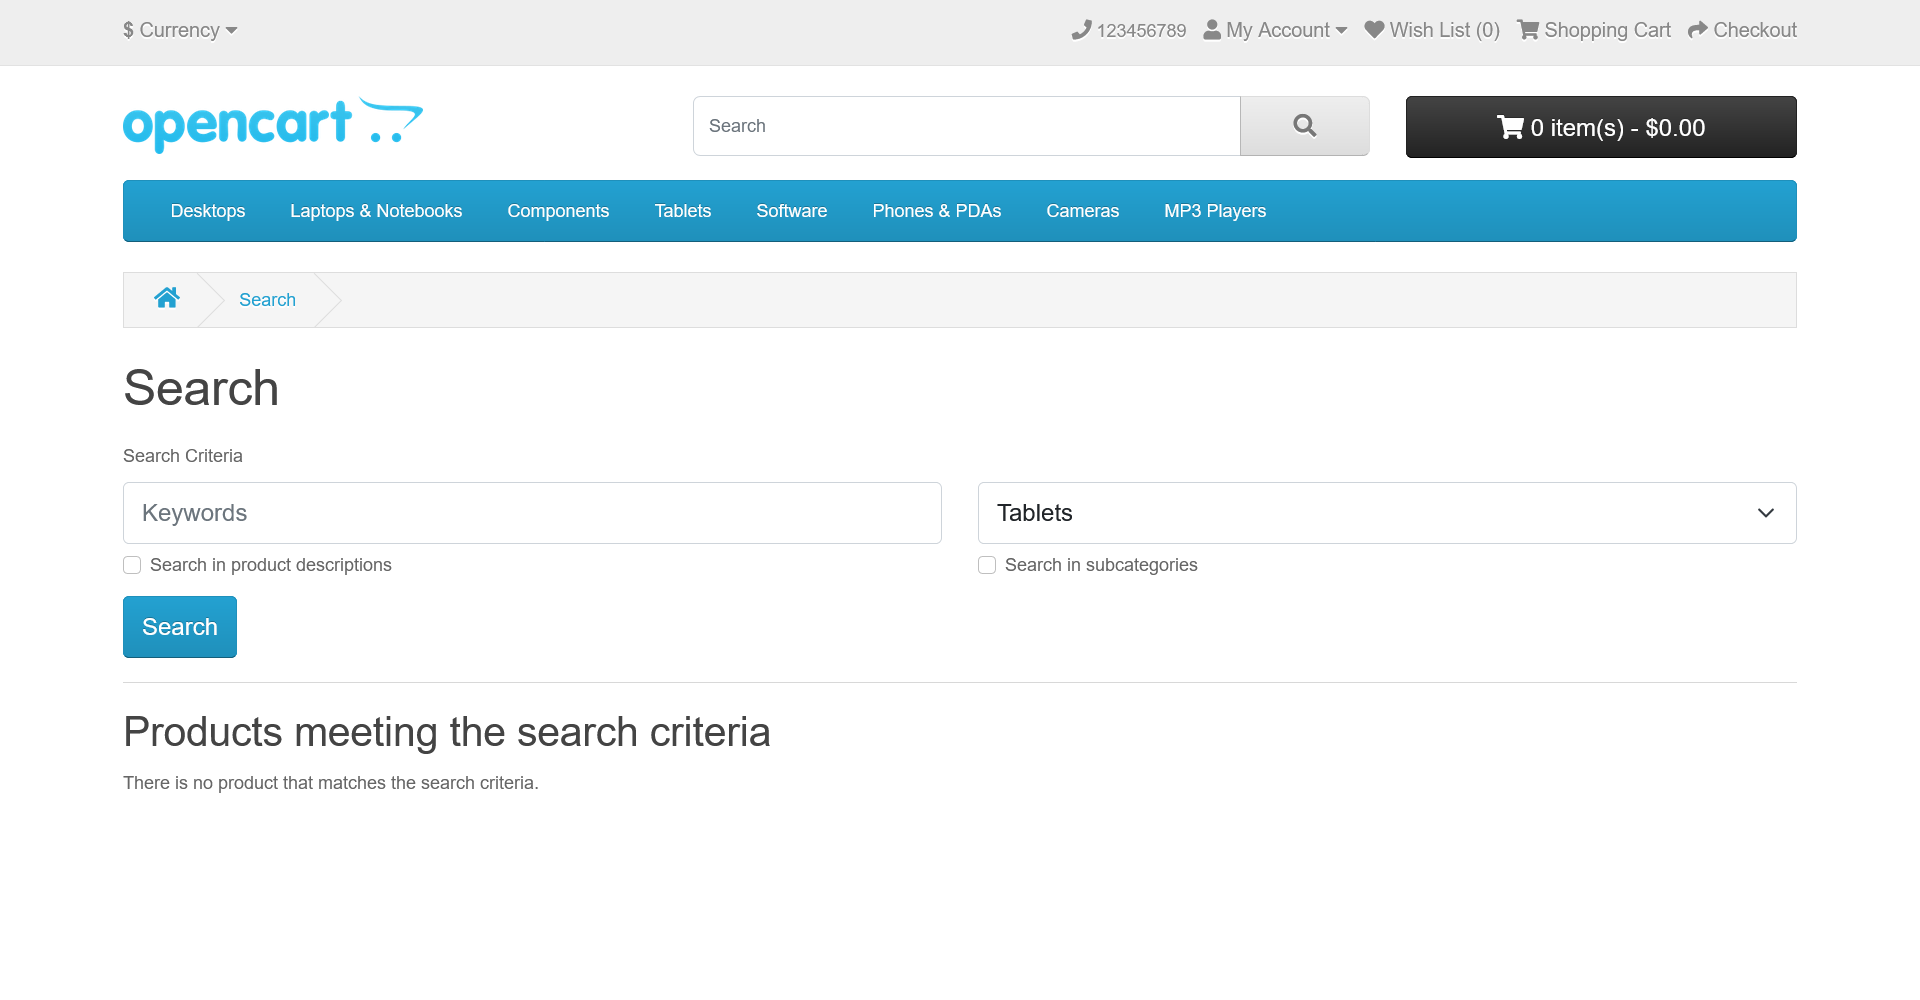 $ Currency
123456789 My Account Wish List (0) Shopping Cart Checkout
opencart
Search
0 item(s) - $0.00
Desktops Laptops & Notebooks Components Tablets Software Phones & PDAs Cameras MP3 Players
Search
Search
Search Criteria
Keywords
Tablets
Search in product descriptions
Search in subcategories
Search
Products meeting the search criteria
There is no product that matches the search criteria.